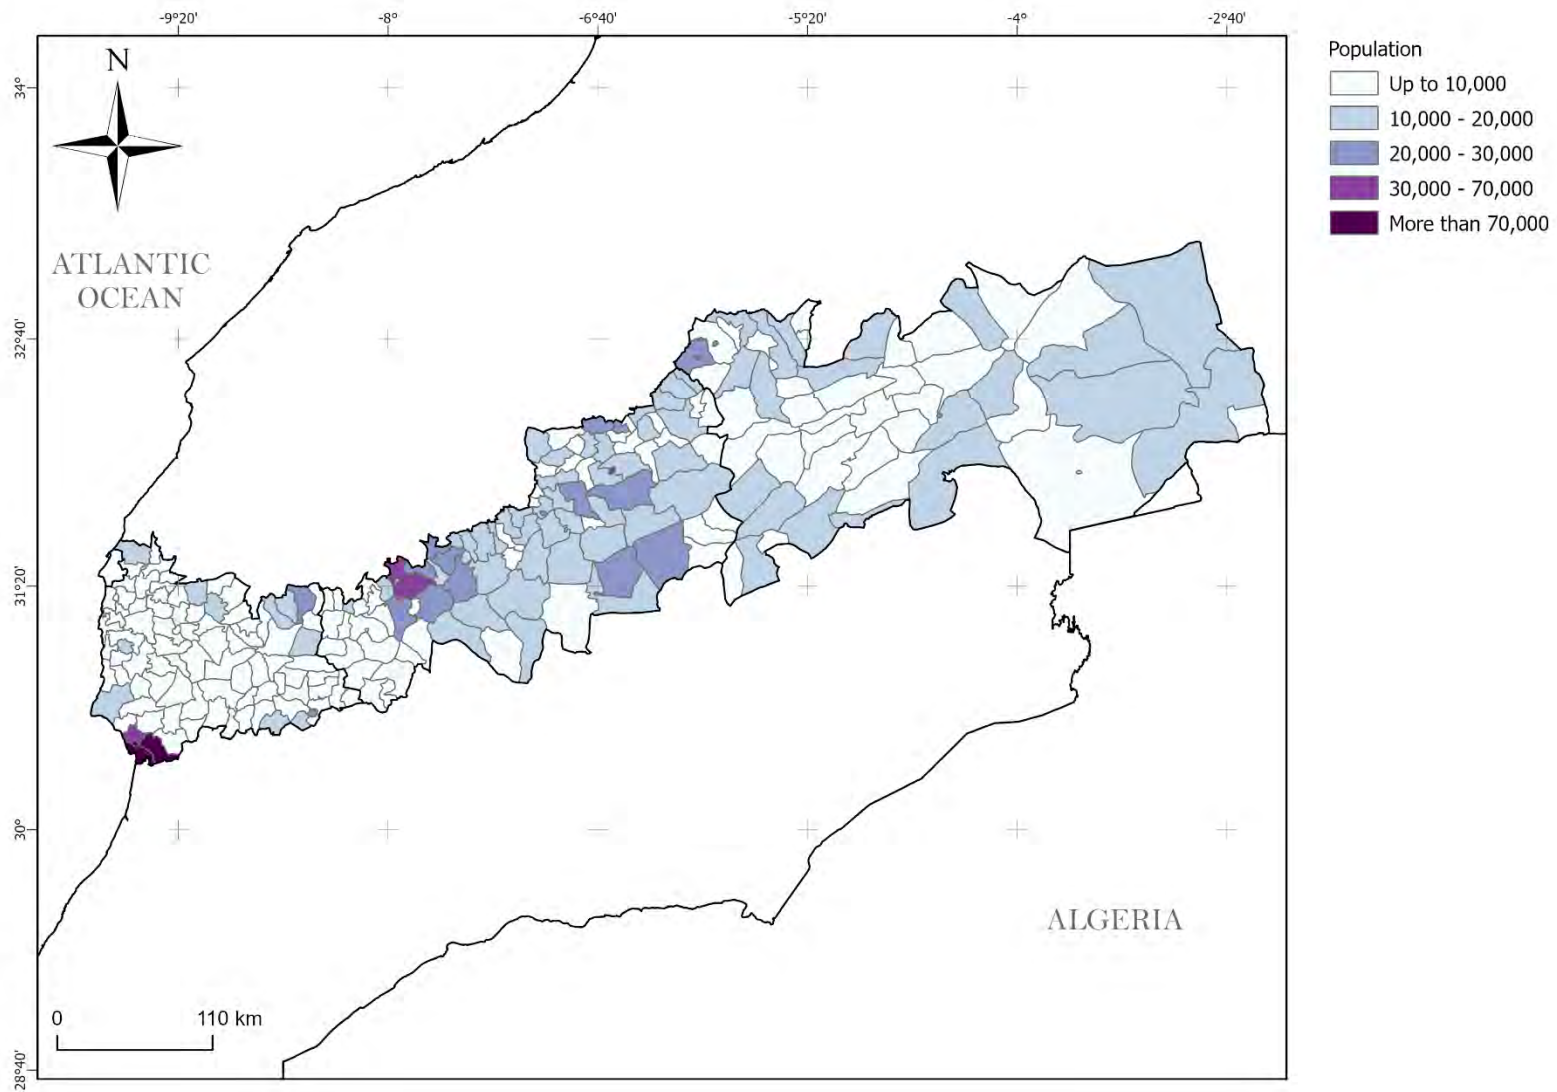 -9°20'
-8°
-6°40'
-5°20'
-4°
-2°40'
34°
32°40'
31°20'
30°
28°40'
N
ATLANTIC
OCEAN
ALGERIA
0
110 km
Population
Up to 10,000
10,000 - 20,000
20,000 - 30,000
30,000 - 70,000
More than 70,000